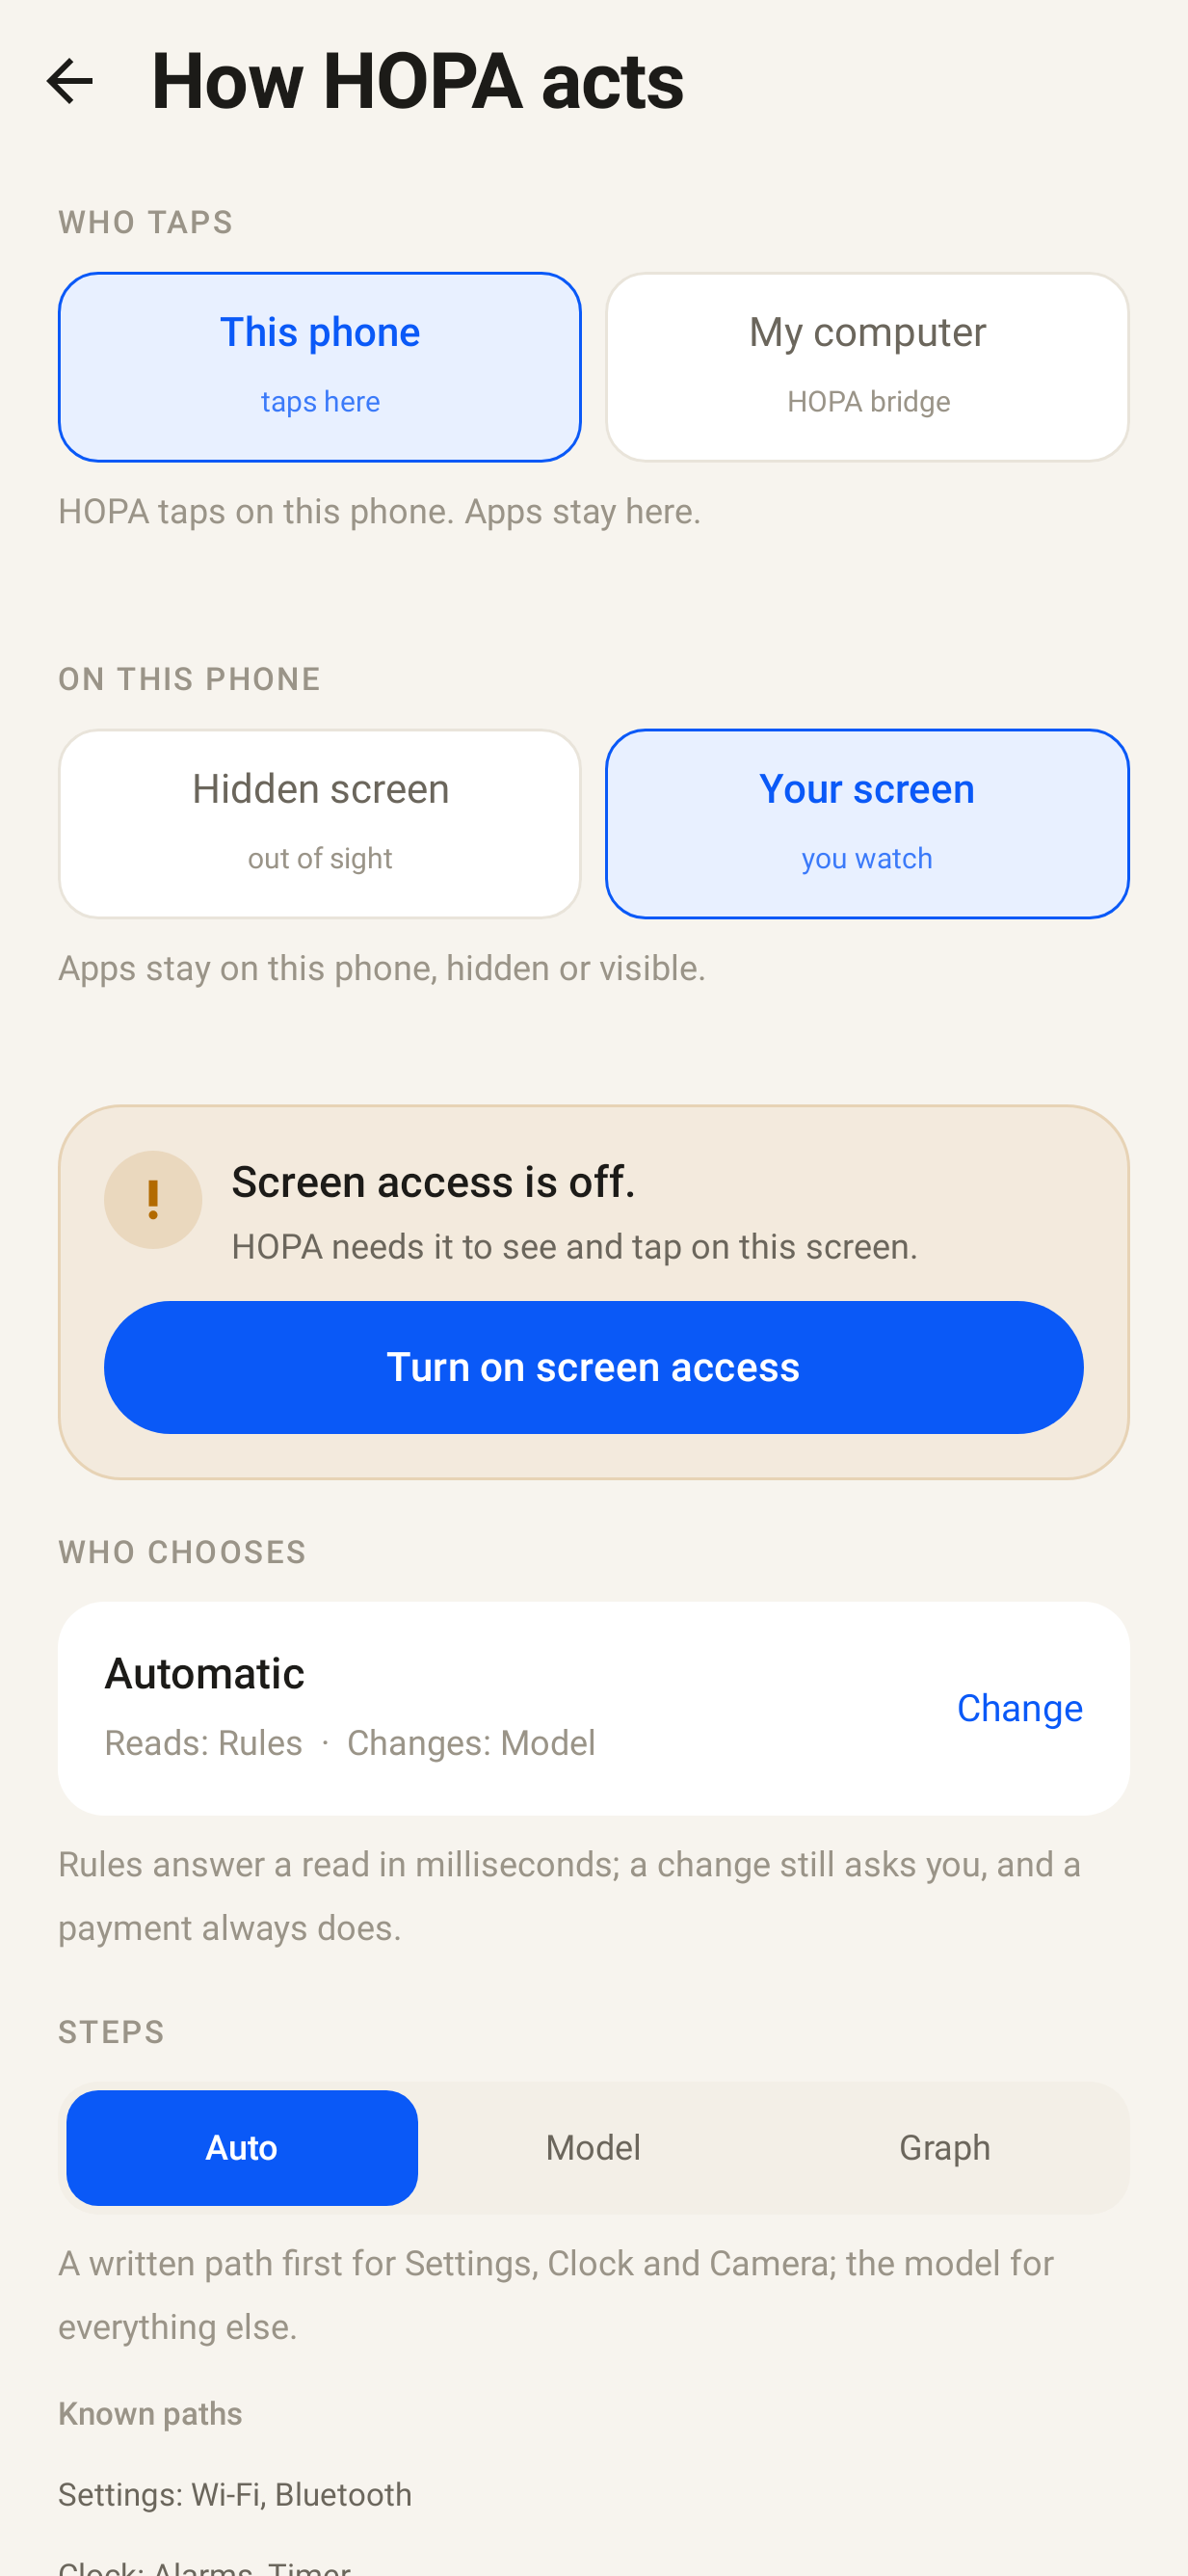 How HOPA acts
WHO TAPS
This phone
taps here
My computer
HOPA bridge
HOPA taps on this phone. Apps stay here.
ON THIS PHONE
Hidden screen
out of sight
Your screen
you watch
Apps stay on this phone, hidden or visible.
!
Screen access is off.
HOPA needs it to see and tap on this screen.
Turn on screen access
WHO CHOOSES
Automatic
Reads: Rules · Changes: Model
Change
Rules answer a read in milliseconds; a change still asks you, and a
payment always does.
STEPS
Auto
Model
Graph
A written path first for Settings, Clock and Camera; the model for
everything else.
Known paths
Settings: Wi-Fi, Bluetooth
Clock: Alarms, Timer